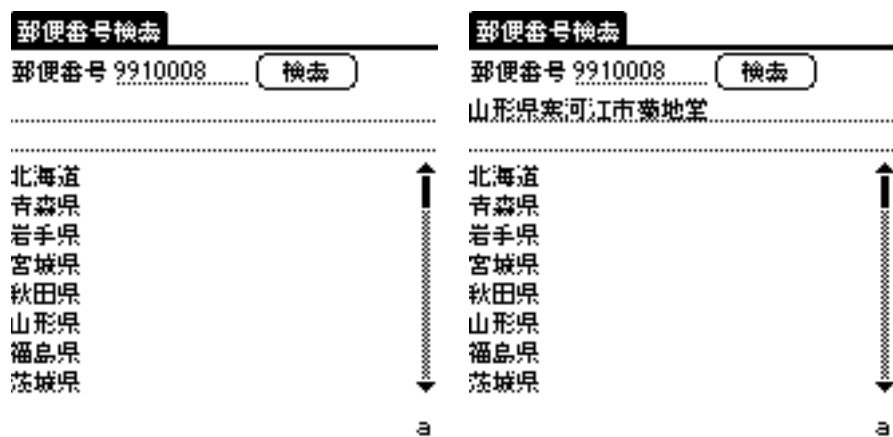 郵便番号検索
郵便番号 9910008 検索
北海道
青森県
岩手県
宮城県
秋田県
山形県
福島県
茨城県
a
郵便番号検索
郵便番号 9910008 検索
山形県寒河江市菊地堂
北海道
青森県
岩手県
宮城県
秋田県
山形県
福島県
茨城県
a